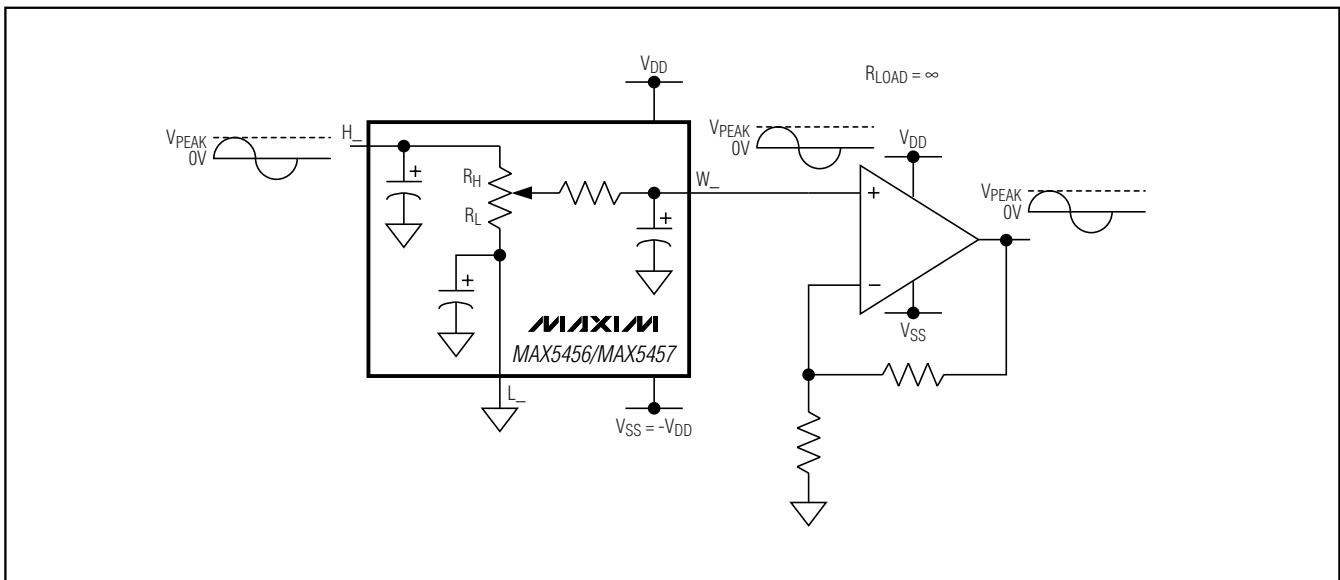 VDD
RLOAD = ∞
VPEAK
0V
H_
RH
RL
+
+
+
W_
VPEAK
0V
VDD
+
−
VSS
VPEAK
0V
MAXIM
MAX5456/MAX5457
L_
VSS = -VDD